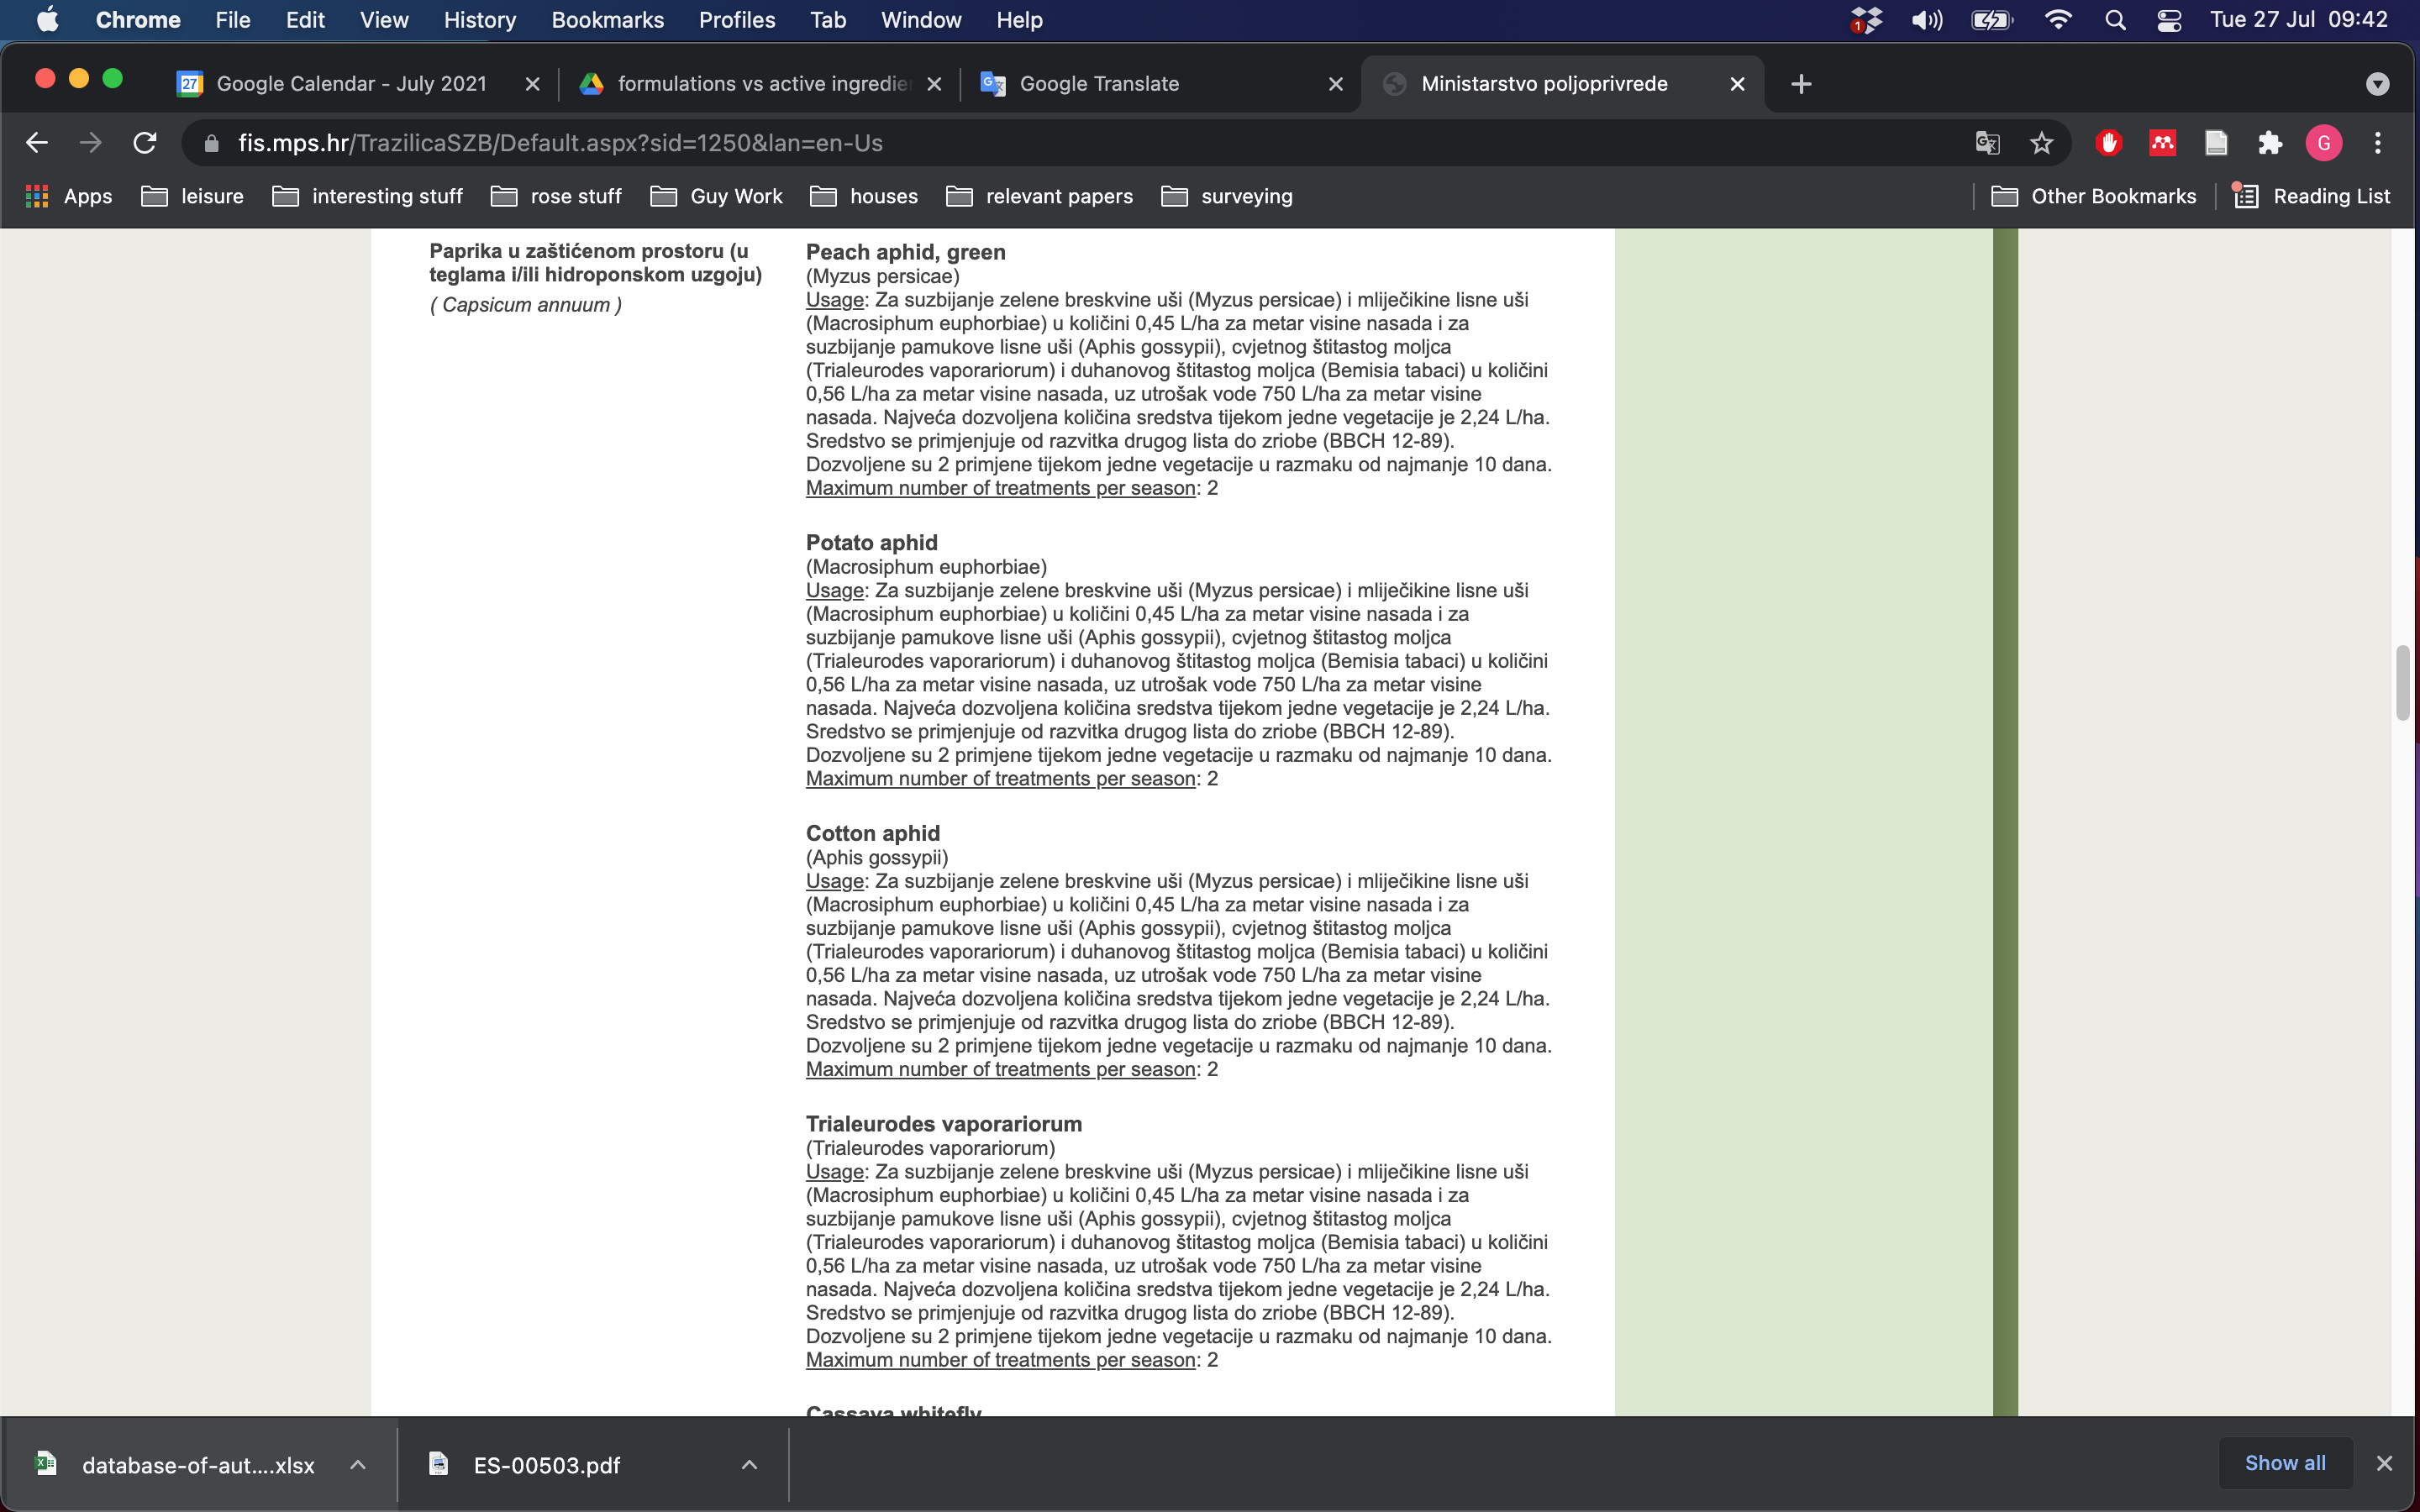 Chrome File Edit View History Bookmarks Profiles Tab Window Help
1
Tue 27 Jul 09:42
27 Google Calendar - July 2021
formulations vs active ingredie
Google Translate
Ministarstvo poljoprivrede
fis.mps.hr/TrazilicaSZB/Default.aspx?sid=1250&lan=en-Us
G
Apps leisure interesting stuff rose stuff Guy Work houses relevant papers surveying Other Bookmarks Reading List
Paprika u zaštićenom prostoru (u
teglama i/ili hidroponskom uzgoju)
( Capsicum annuum )
Peach aphid, green
(Myzus persicae)
Usage: Za suzbijanje zelene breskvine uši (Myzus persicae) i mliječikine lisne uši
(Macrosiphum euphorbiae) u količini 0,45 L/ha za metar visine nasada i za
suzbijanje pamukove lisne uši (Aphis gossypii), cvjetnog štitastog moljca
(Trialeurodes vaporariorum) i duhanovog štitastog moljca (Bemisia tabaci) u količini
0,56 L/ha za metar visine nasada, uz utrošak vode 750 L/ha za metar visine
nasada. Najveća dozvoljena količina sredstva tijekom jedne vegetacije je 2,24 L/ha.
Sredstvo se primjenjuje od razvitka drugog lista do zriobe (BBCH 12-89).
Dozvoljene su 2 primjene tijekom jedne vegetacije u razmaku od najmanje 10 dana.
Maximum number of treatments per season: 2
Potato aphid
(Macrosiphum euphorbiae)
Usage: Za suzbijanje zelene breskvine uši (Myzus persicae) i mliječikine lisne uši
(Macrosiphum euphorbiae) u količini 0,45 L/ha za metar visine nasada i za
suzbijanje pamukove lisne uši (Aphis gossypii), cvjetnog štitastog moljca
(Trialeurodes vaporariorum) i duhanovog štitastog moljca (Bemisia tabaci) u količini
0,56 L/ha za metar visine nasada, uz utrošak vode 750 L/ha za metar visine
nasada. Najveća dozvoljena količina sredstva tijekom jedne vegetacije je 2,24 L/ha.
Sredstvo se primjenjuje od razvitka drugog lista do zriobe (BBCH 12-89).
Dozvoljene su 2 primjene tijekom jedne vegetacije u razmaku od najmanje 10 dana.
Maximum number of treatments per season: 2
Cotton aphid
(Aphis gossypii)
Usage: Za suzbijanje zelene breskvine uši (Myzus persicae) i mliječikine lisne uši
(Macrosiphum euphorbiae) u količini 0,45 L/ha za metar visine nasada i za
suzbijanje pamukove lisne uši (Aphis gossypii), cvjetnog štitastog moljca
(Trialeurodes vaporariorum) i duhanovog štitastog moljca (Bemisia tabaci) u količini
0,56 L/ha za metar visine nasada, uz utrošak vode 750 L/ha za metar visine
nasada. Najveća dozvoljena količina sredstva tijekom jedne vegetacije je 2,24 L/ha.
Sredstvo se primjenjuje od razvitka drugog lista do zriobe (BBCH 12-89).
Dozvoljene su 2 primjene tijekom jedne vegetacije u razmaku od najmanje 10 dana.
Maximum number of treatments per season: 2
Trialeurodes vaporariorum
(Trialeurodes vaporariorum)
Usage: Za suzbijanje zelene breskvine uši (Myzus persicae) i mliječikine lisne uši
(Macrosiphum euphorbiae) u količini 0,45 L/ha za metar visine nasada i za
suzbijanje pamukove lisne uši (Aphis gossypii), cvjetnog štitastog moljca
(Trialeurodes vaporariorum) i duhanovog štitastog moljca (Bemisia tabaci) u količini
0,56 L/ha za metar visine nasada, uz utrošak vode 750 L/ha za metar visine
nasada. Najveća dozvoljena količina sredstva tijekom jedne vegetacije je 2,24 L/ha.
Sredstvo se primjenjuje od razvitka drugog lista do zriobe (BBCH 12-89).
Dozvoljene su 2 primjene tijekom jedne vegetacije u razmaku od najmanje 10 dana.
Maximum number of treatments per season: 2
Cassava whitefly
database-of-aut....xlsx
ES-00503.pdf
Show all